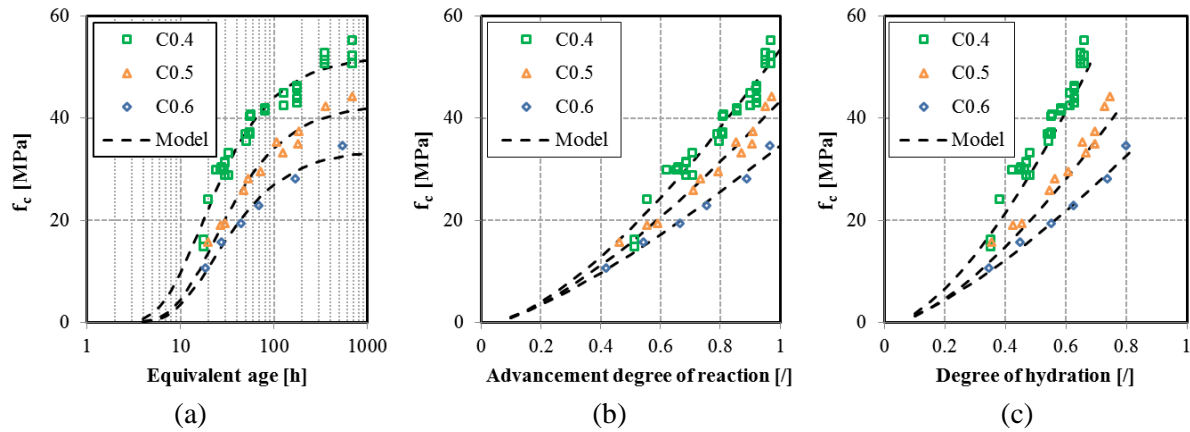 60
40
20
0
f_c [MPa]
C0.4
C0.5
C0.6
Model
1 10 100 1000
Equivalent age [h]
(a)
60
40
20
0
f_c [MPa]
C0.4
C0.5
C0.6
Model
0 0.2 0.4 0.6 0.8 1
Advancement degree of reaction [/]
(b)
60
40
20
0
f_c [MPa]
C0.4
C0.5
C0.6
Model
0 0.2 0.4 0.6 0.8 1
Degree of hydration [/]
(c)